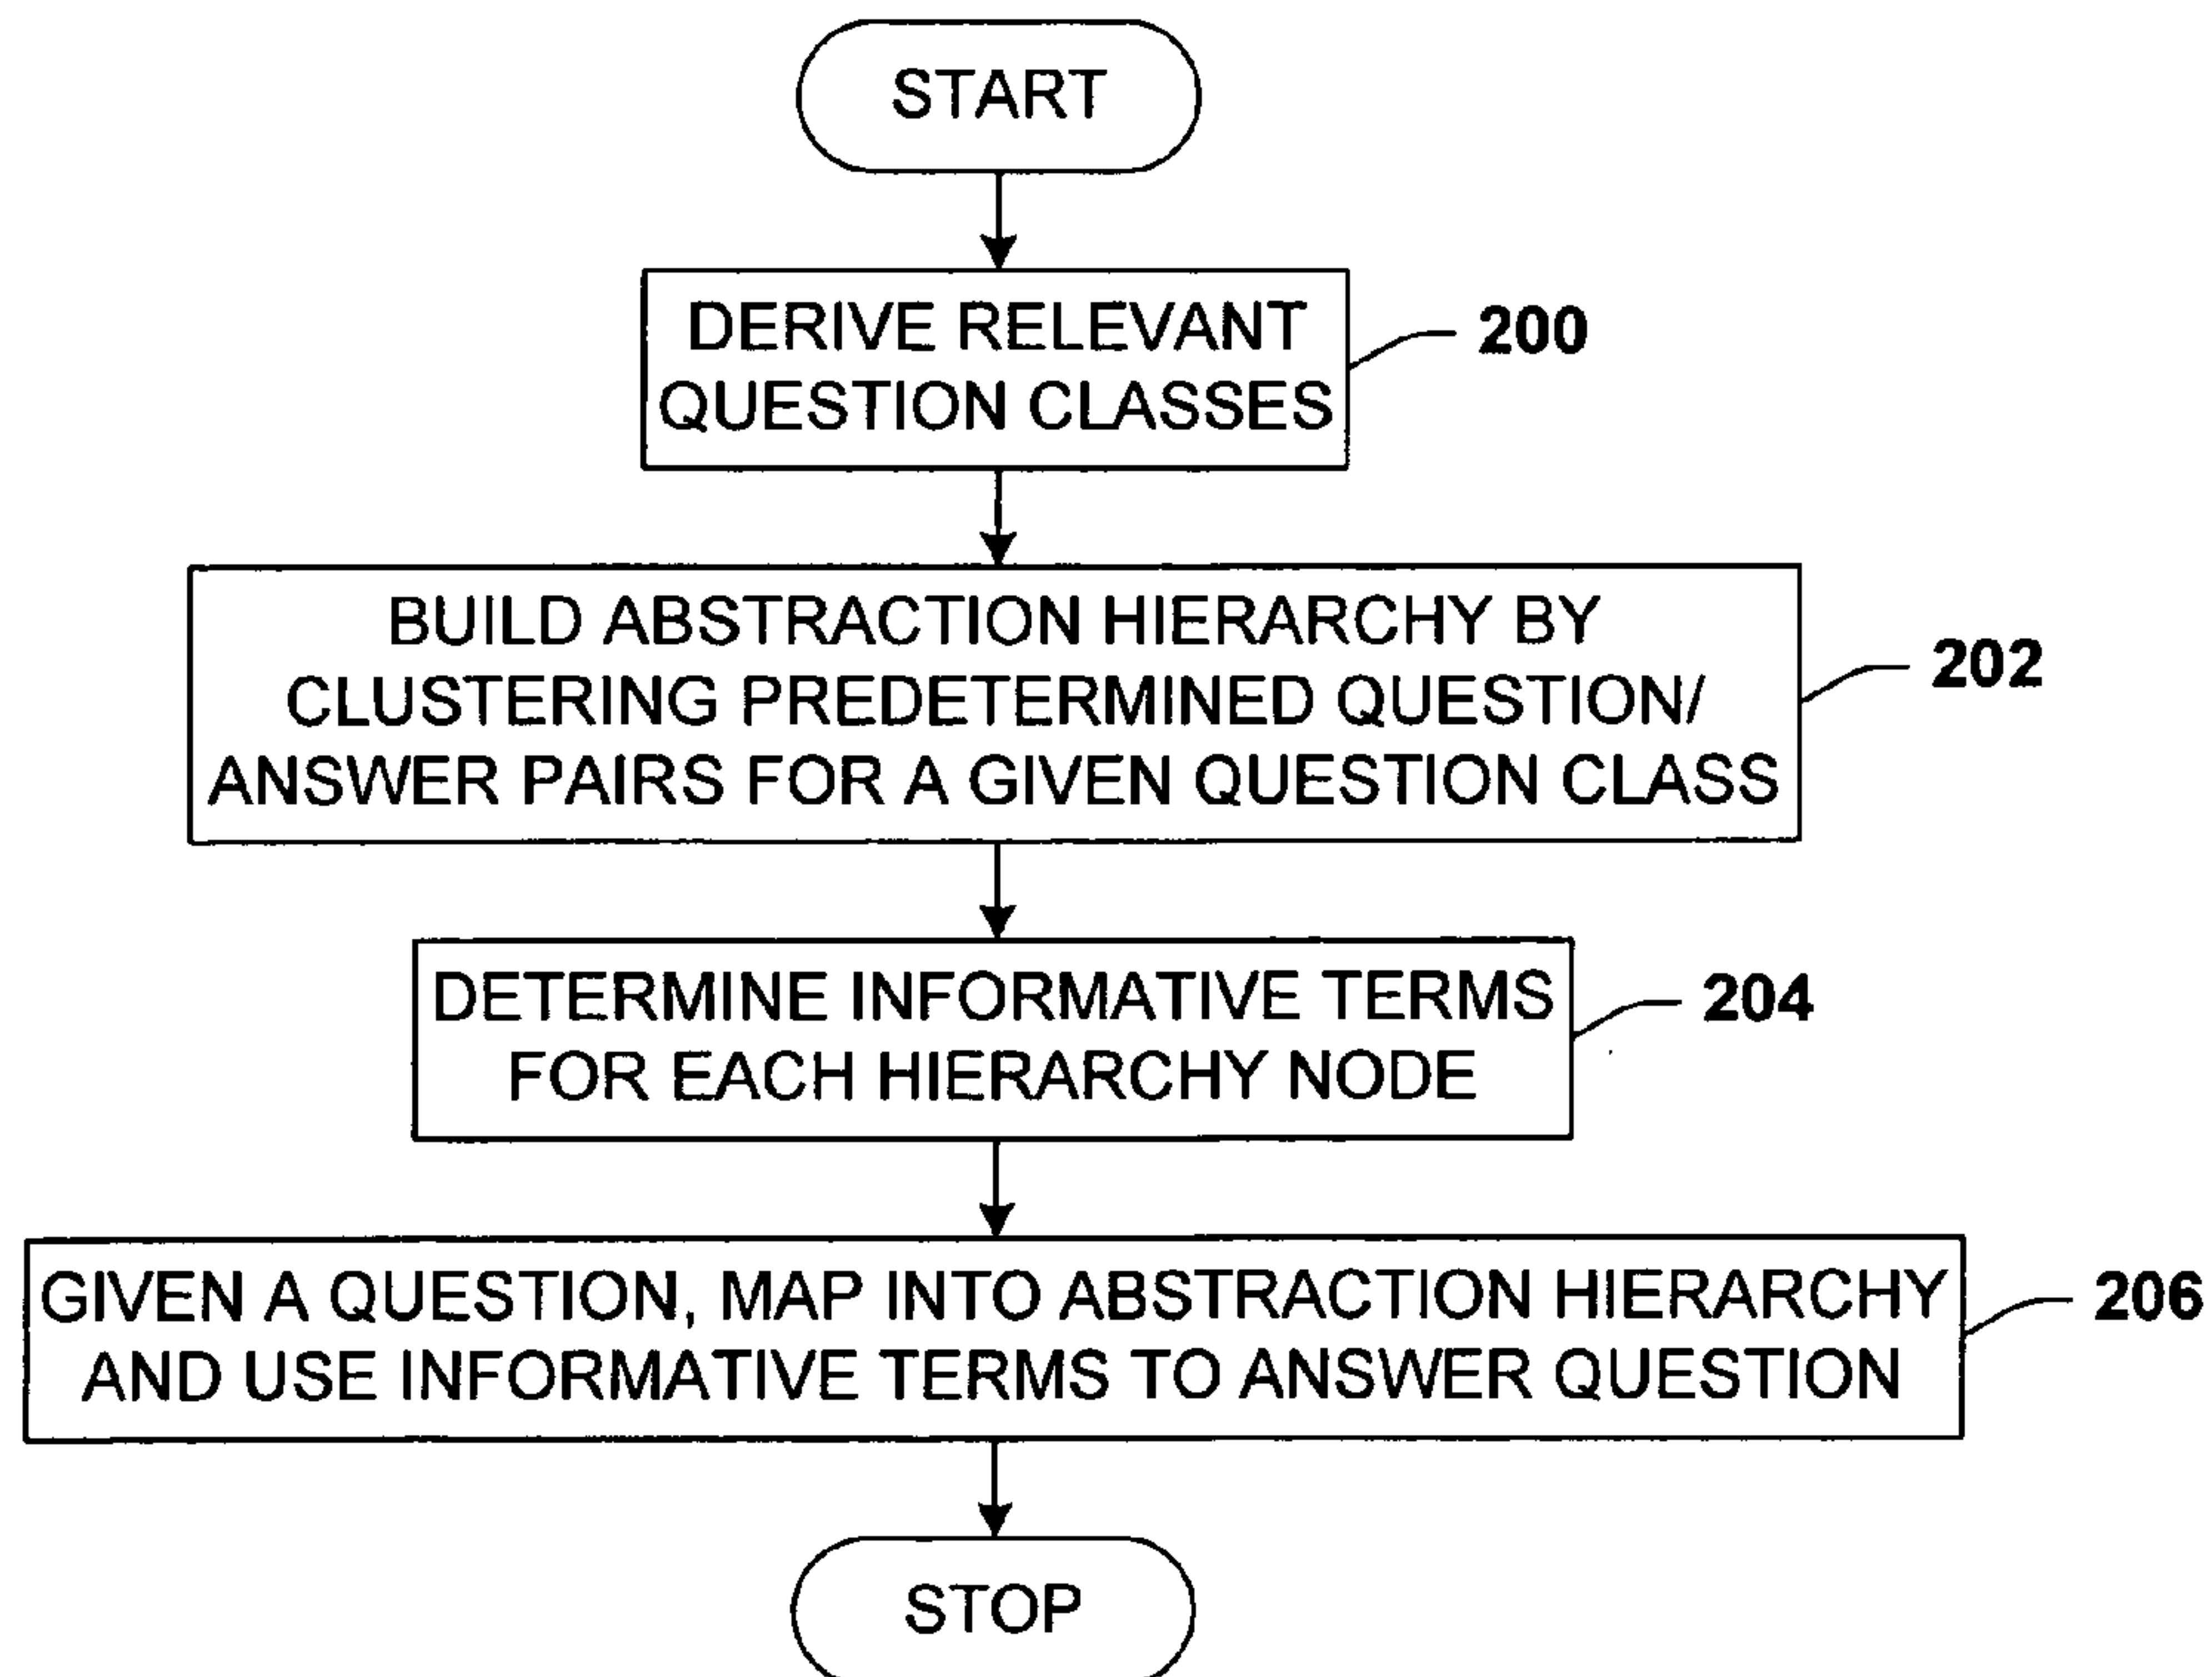 START
DERIVE RELEVANT
QUESTION CLASSES
200
BUILD ABSTRACTION HIERARCHY BY
CLUSTERING PREDETERMINED QUESTION/
ANSWER PAIRS FOR A GIVEN QUESTION CLASS
202
DETERMINE INFORMATIVE TERMS
FOR EACH HIERARCHY NODE
204
GIVEN A QUESTION, MAP INTO ABSTRACTION HIERARCHY
AND USE INFORMATIVE TERMS TO ANSWER QUESTION
206
STOP